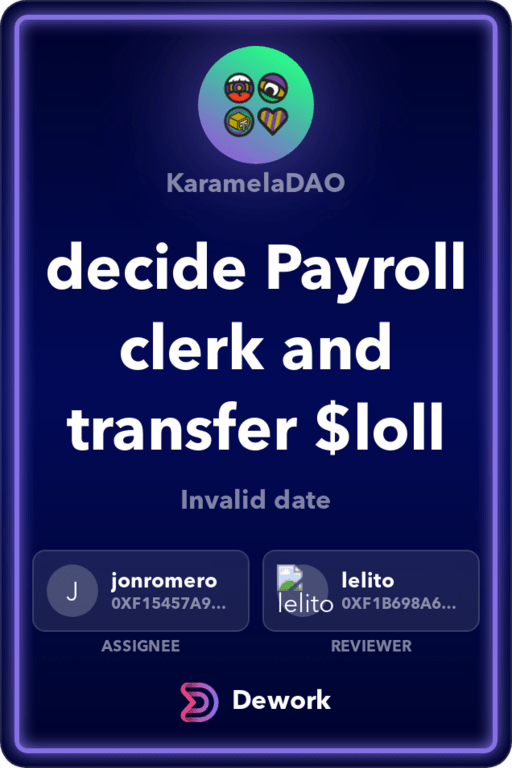 KaramelaDAO
decide Payroll
clerk and
transfer $loll
Invalid date
J
jonromero
0XF15457A9...
lelito
lelito
0XF1B698A6...
ASSIGNEE
REVIEWER
Dework